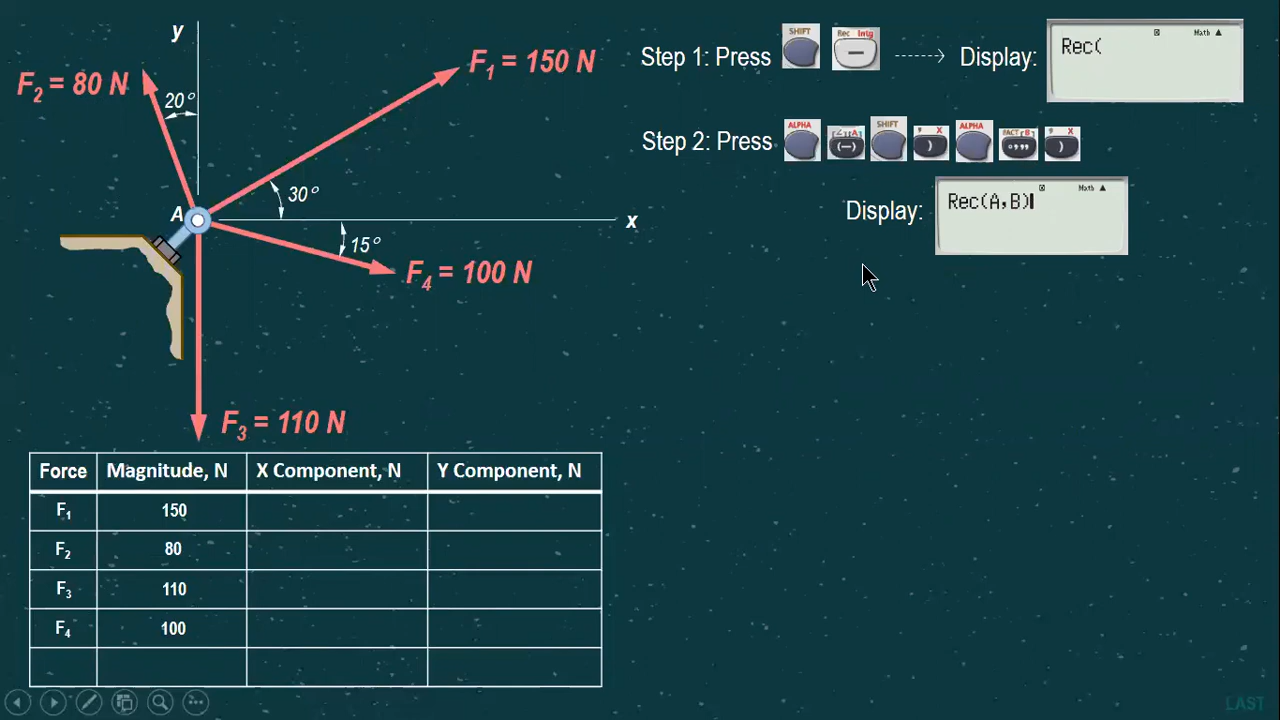 y
F₁ = 150 N
F₂ = 80 N
20°
30°
A
x
15°
F₄ = 100 N
F₃ = 110 N
Step 1: Press SHIFT Rec Intg − Display: Rec( Math ▲
Step 2: Press ALPHA (−) A SHIFT , X ) ALPHA FACT B °,,, , X )
Display: Rec(A,B) Math ▲
Force Magnitude, N X Component, N Y Component, N
F₁ 150
F₂ 80
F₃ 110
F₄ 100
LAST